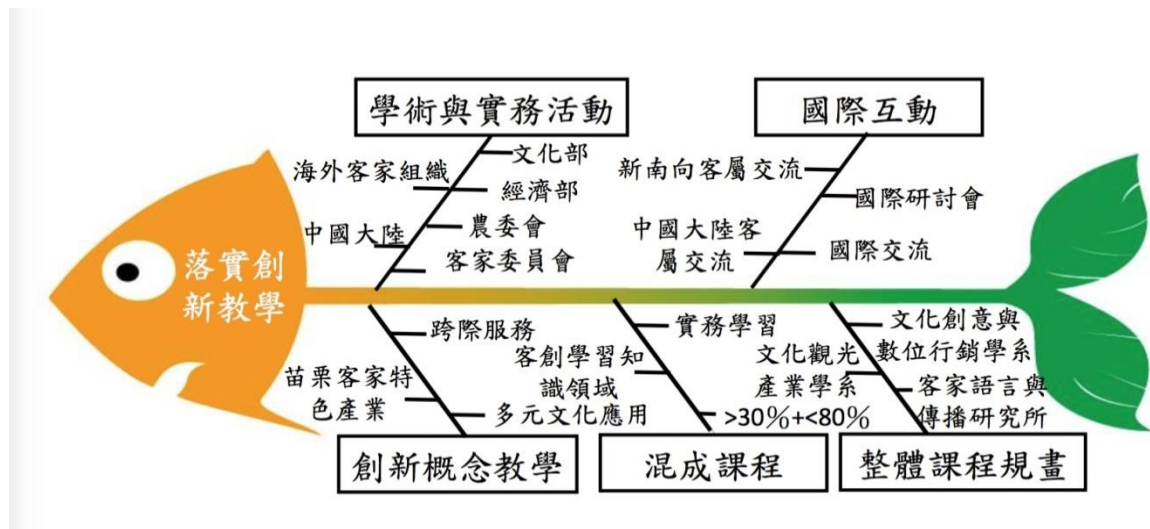 學術與實務活動
國際互動
文化部
海外客家組織
經濟部
中國大陸
農委會
客家委員會
新南向客屬交流
國際研討會
中國大陸客
屬交流
國際交流
落實創
新教學
跨際服務
苗栗客家特
色產業
多元文化應用
實務學習
客創學習知
識領域
>30%+<80%
文化創意與
數位行銷學系
文化觀光
產業學系
客家語言與
傳播研究所
創新概念教學
混成課程
整體課程規畫